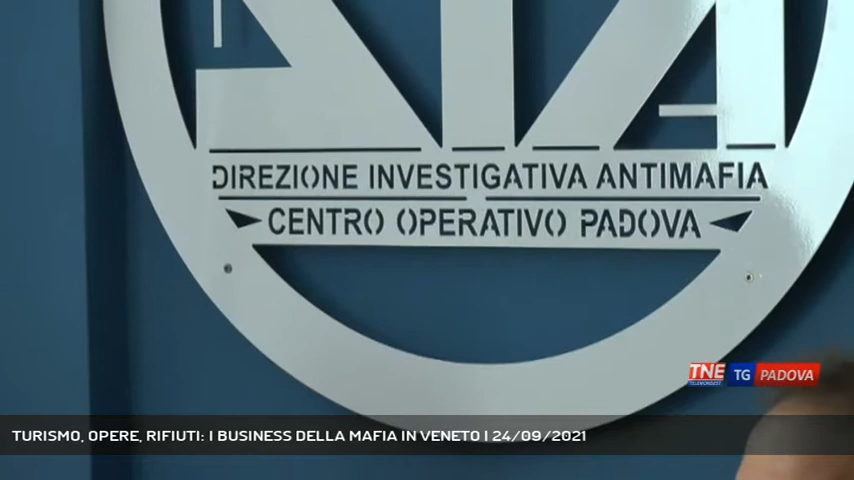 DIREZIONE INVESTIGATIVA ANTIMAFIA
CENTRO OPERATIVO PADOVA
TNE TG PADOVA
TURISMO, OPERE, RIFIUTI: I BUSINESS DELLA MAFIA IN VENETO | 24/09/2021